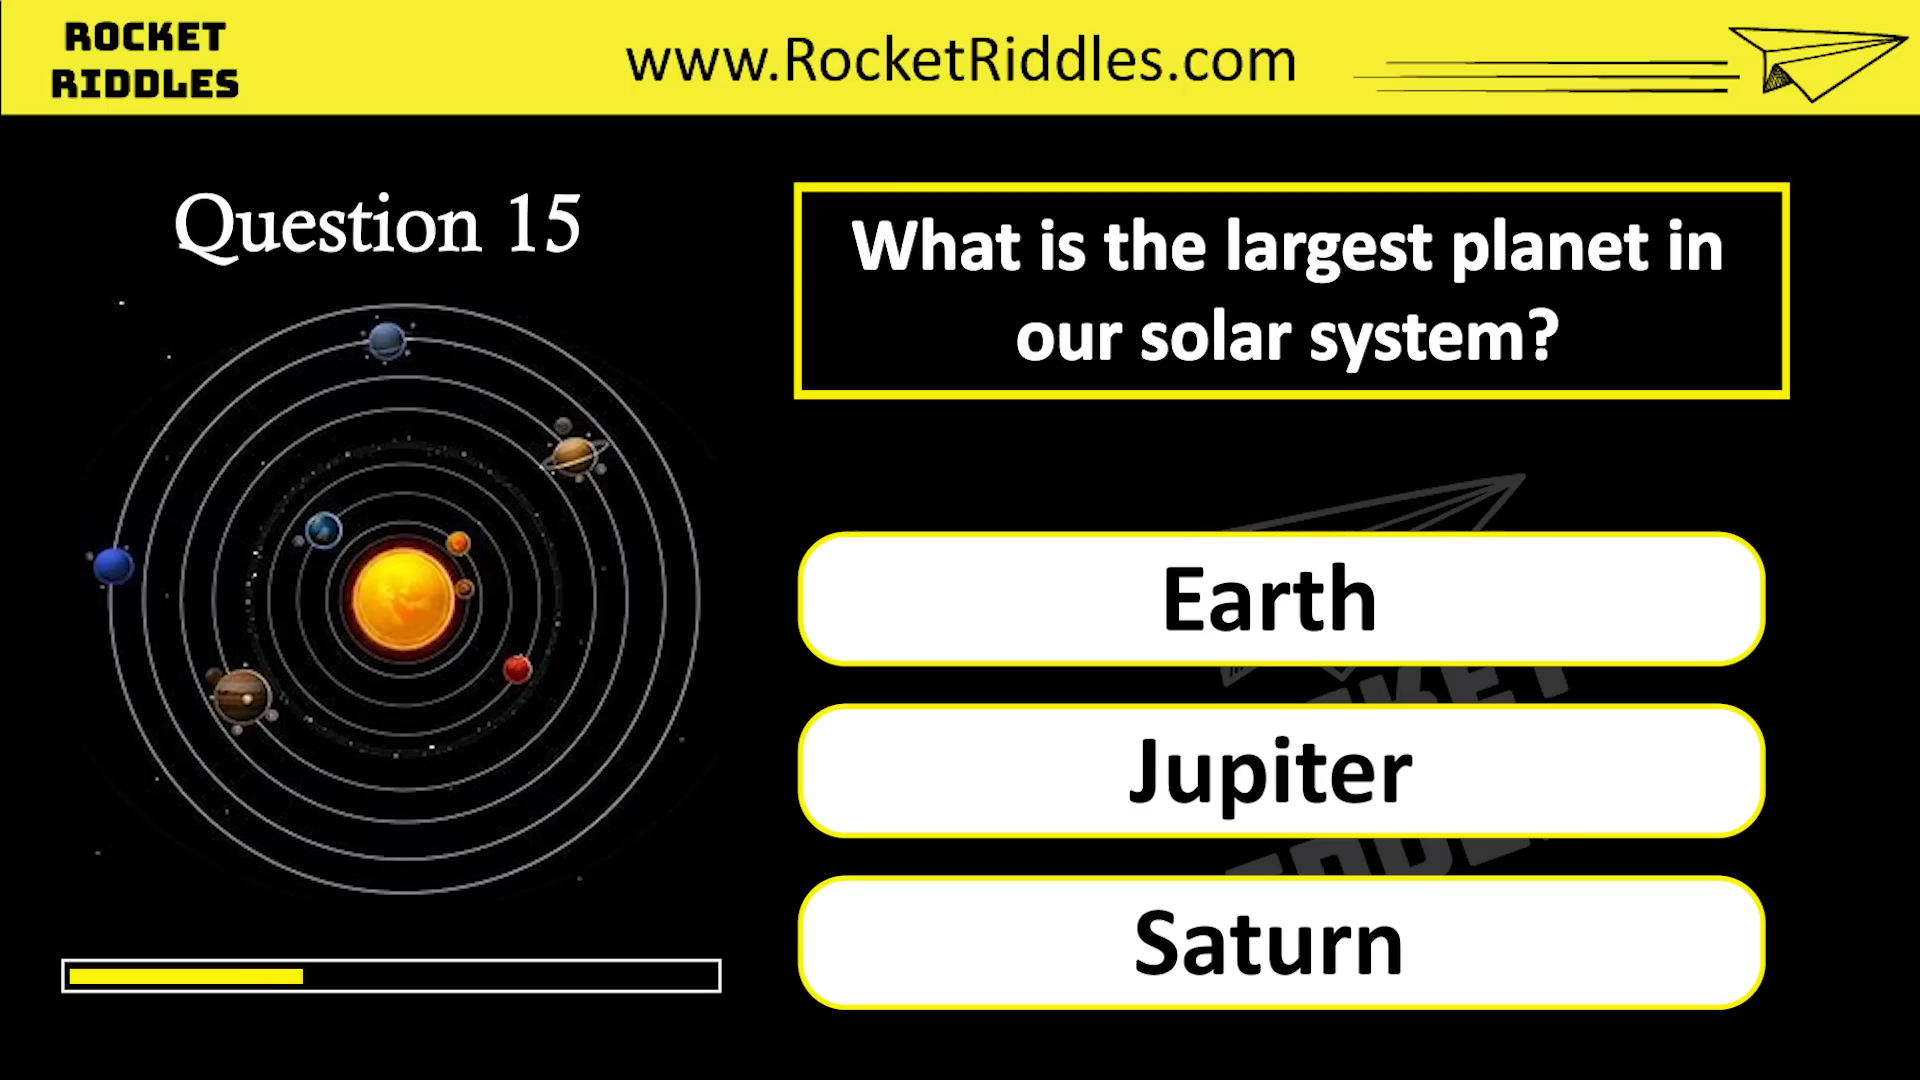 ROCKET
RIDDLES
www.RocketRiddles.com
Question 15
What is the largest planet in
our solar system?
Earth
Jupiter
Saturn